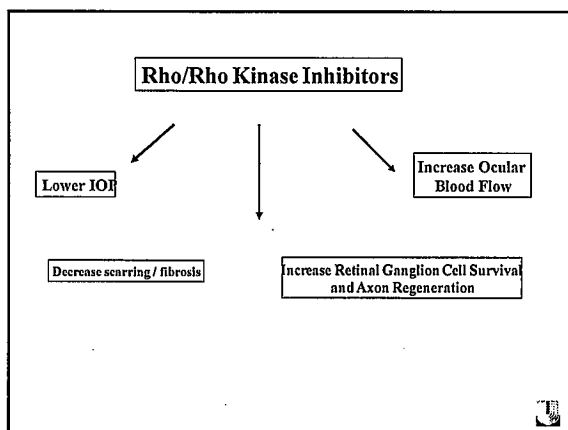 Rho/Rho Kinase Inhibitors
Lower IOP
Increase Ocular
Blood Flow
Decrease scarring / fibrosis
Increase Retinal Ganglion Cell Survival
and Axon Regeneration